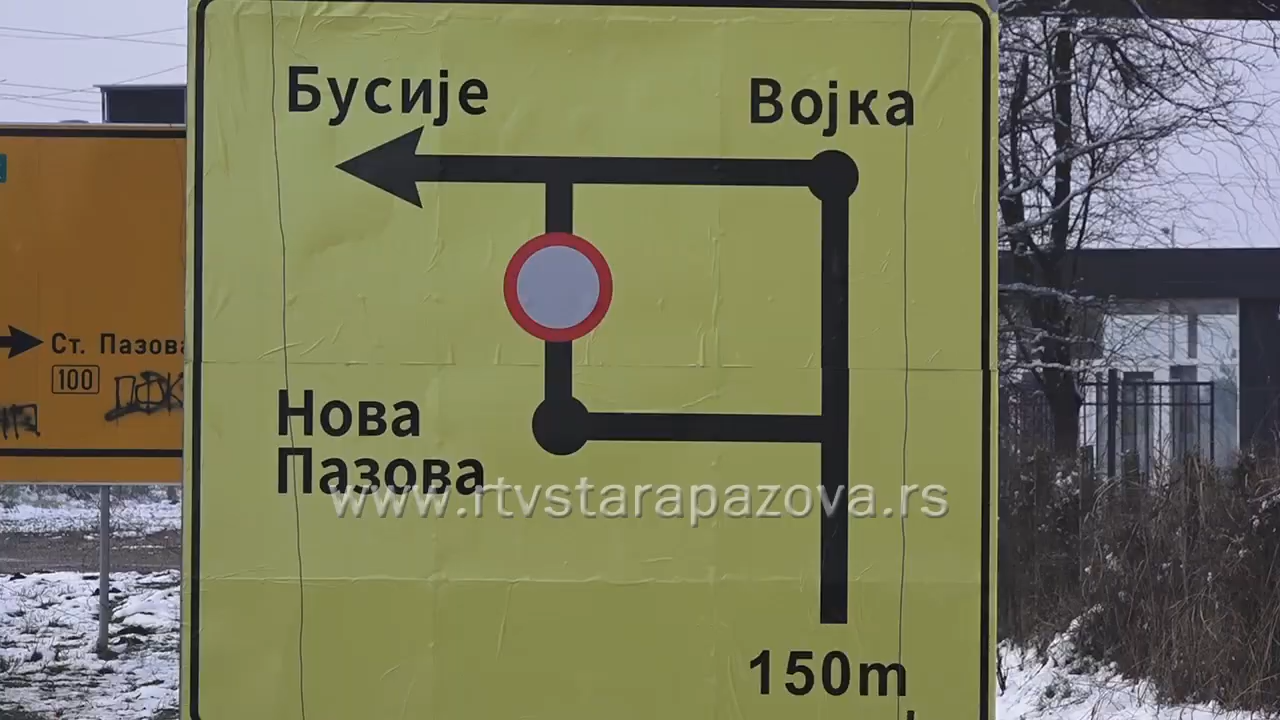 Бусије
Војка
Ст. Пазова
100
Нова
Пазова
www.rtvstarapazova.rs
150m